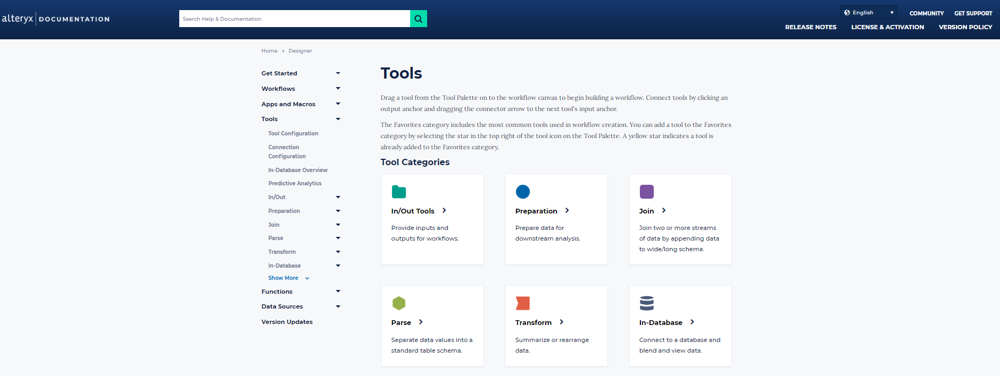 alteryx DOCUMENTATION
Search Help & Documentation
English
COMMUNITY
GET SUPPORT
RELEASE NOTES
LICENSE & ACTIVATION
VERSION POLICY
Home > Designer
Get Started
Workflows
Apps and Macros
Tools
Tool Configuration
Connection
Configuration
In-Database Overview
Predictive Analytics
In/Out
Preparation
Join
Parse
Transform
In-Database
Show More
Functions
Data Sources
Version Updates
Tools
Drag a tool from the Tool Palette on to the workflow canvas to begin building a workflow. Connect tools by clicking an
output anchor and dragging the connector arrow to the next tool's input anchor.
The Favorites category includes the most common tools used in workflow creation. You can add a tool to the Favorites
category by selecting the star in the top right of the tool icon on the Tool Palette. A yellow star indicates a tool is
already added to the Favorites category.
Tool Categories
In/Out Tools
Provide inputs and
outputs for workflows.
Preparation
Prepare data for
downstream analysis.
Join
Join two or more streams
of data by appending data
to wide/long schema.
Parse
Separate data values into a
standard table schema.
Transform
Summarize or rearrange
data.
In-Database
Connect to a database and
blend and view data.